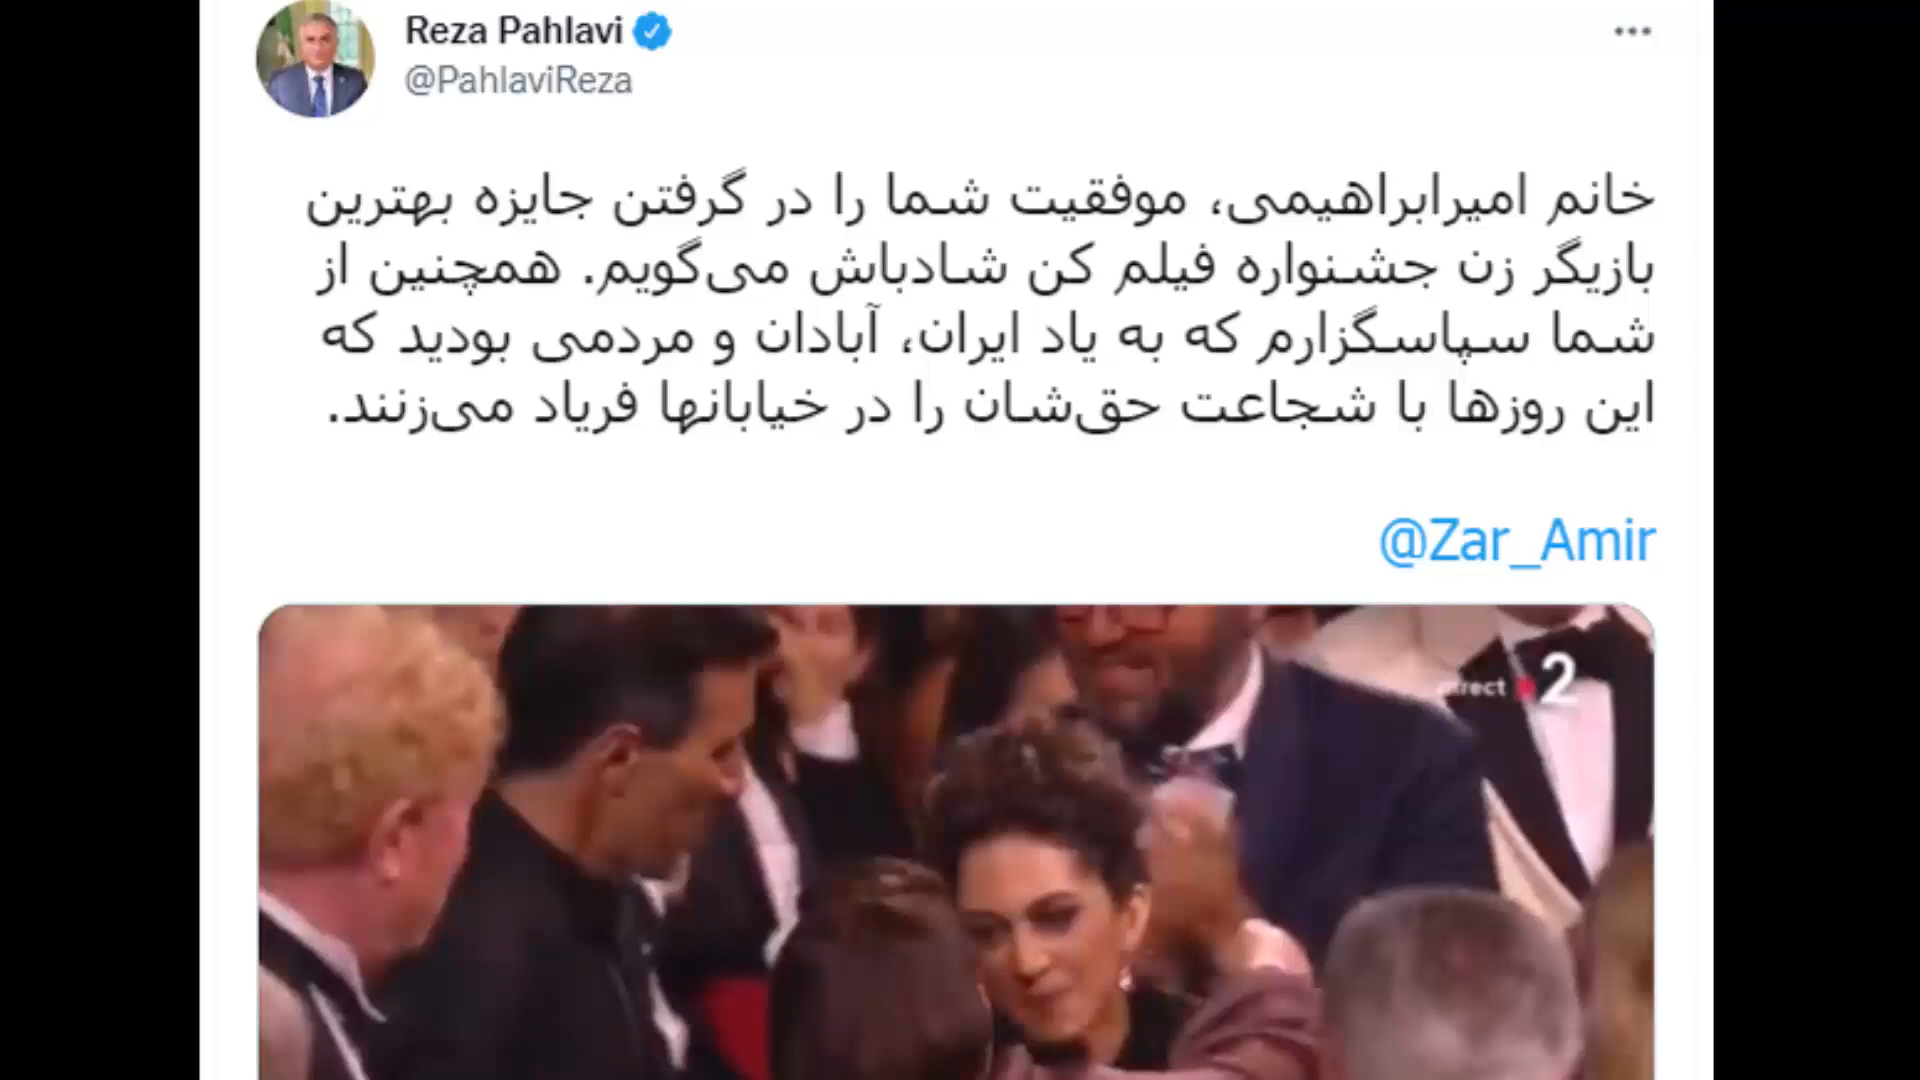 Reza Pahlavi
@PahlaviReza
خانم امیرابراهیمی، موفقیت شما را در گرفتن جایزه بهترین
بازیگر زن جشنواره فیلم کن شادباش می‌گویم. همچنین از
شما سپاسگزارم که به یاد ایران، آبادان و مردمی بودید که
این روزها با شجاعت حق‌شان را در خیابانها فریاد می‌زنند.
@Zar_Amir
direct 2